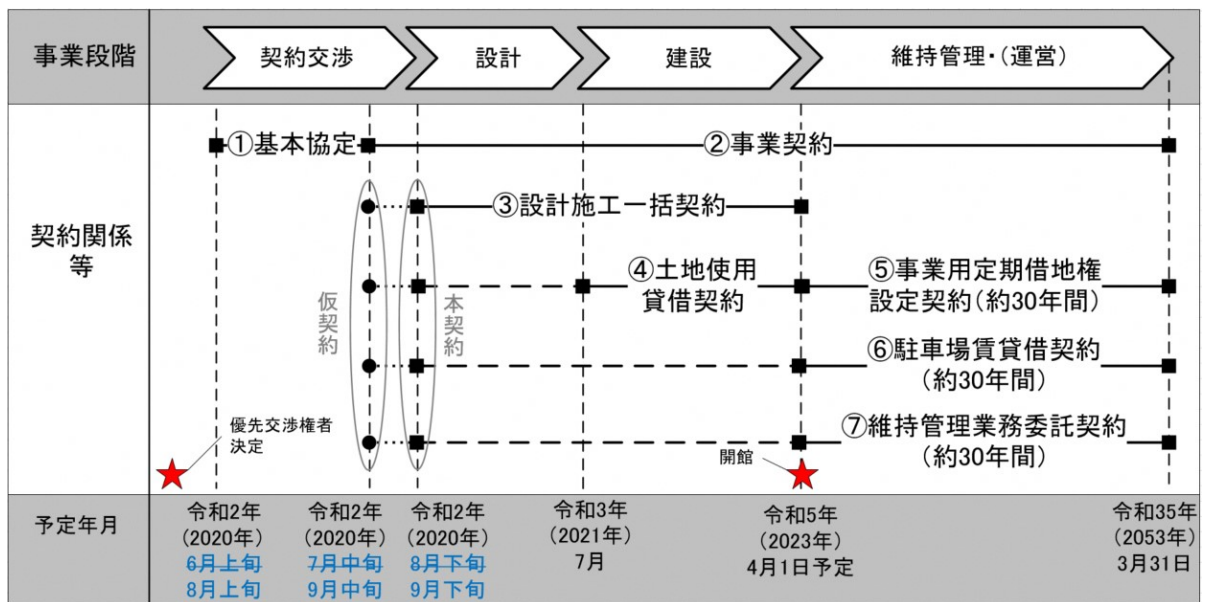 事業段階
契約交渉
設計
建設
維持管理・(運営)
契約関係
等
①基本協定
②事業契約
③設計施工一括契約
④土地使用
貸借契約
⑤事業用定期借地権
設定契約(約30年間)
⑥駐車場賃貸借契約
(約30年間)
⑦維持管理業務委託契約
(約30年間)
仮契約
本契約
優先交渉権者
決定
開館
予定年月
令和2年
(2020年)
6月上旬
8月上旬
令和2年
(2020年)
7月中旬
9月中旬
令和2年
(2020年)
8月下旬
9月下旬
令和3年
(2021年)
7月
令和5年
(2023年)
4月1日予定
令和35年
(2053年)
3月31日